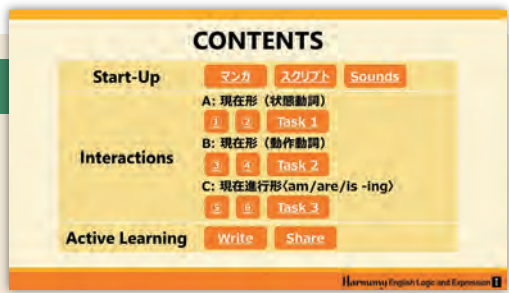 CONTENTS
Start-Up マンガ スクリプト Sounds
A: 現在形（状態動詞）
① ② Task 1
Interactions
B: 現在形（動作動詞）
③ ④ Task 2
C: 現在進行形〈am/are/is -ing〉
⑤ ⑥ Task 3
Active Learning Write Share
Harmony English Logic and Expression I